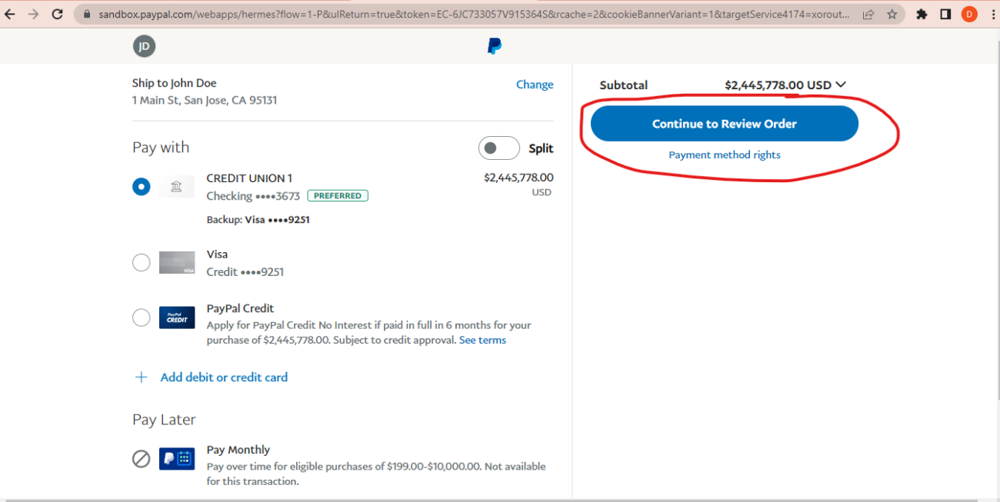 sandbox.paypal.com/webapps/hermes?flow=1-P&ulReturn=true&token=EC-6JC733057V915364S&rcache=2&cookieBannerVariant=1&targetService4174=xorout...
D
JD
Ship to John Doe
Change
1 Main St, San Jose, CA 95131
Pay with
Split
CREDIT UNION 1
$2,445,778.00
Checking ••••3673 PREFERRED
USD
Backup: Visa ••••9251
Visa
VISA
Credit ••••9251
PayPal Credit
PayPal
CREDIT
Apply for PayPal Credit No Interest if paid in full in 6 months for your
purchase of $2,445,778.00. Subject to credit approval. See terms
+ Add debit or credit card
Pay Later
Pay Monthly
Pay over time for eligible purchases of $199.00-$10,000.00. Not available
for this transaction.
Subtotal
$2,445,778.00 USD
Continue to Review Order
Payment method rights